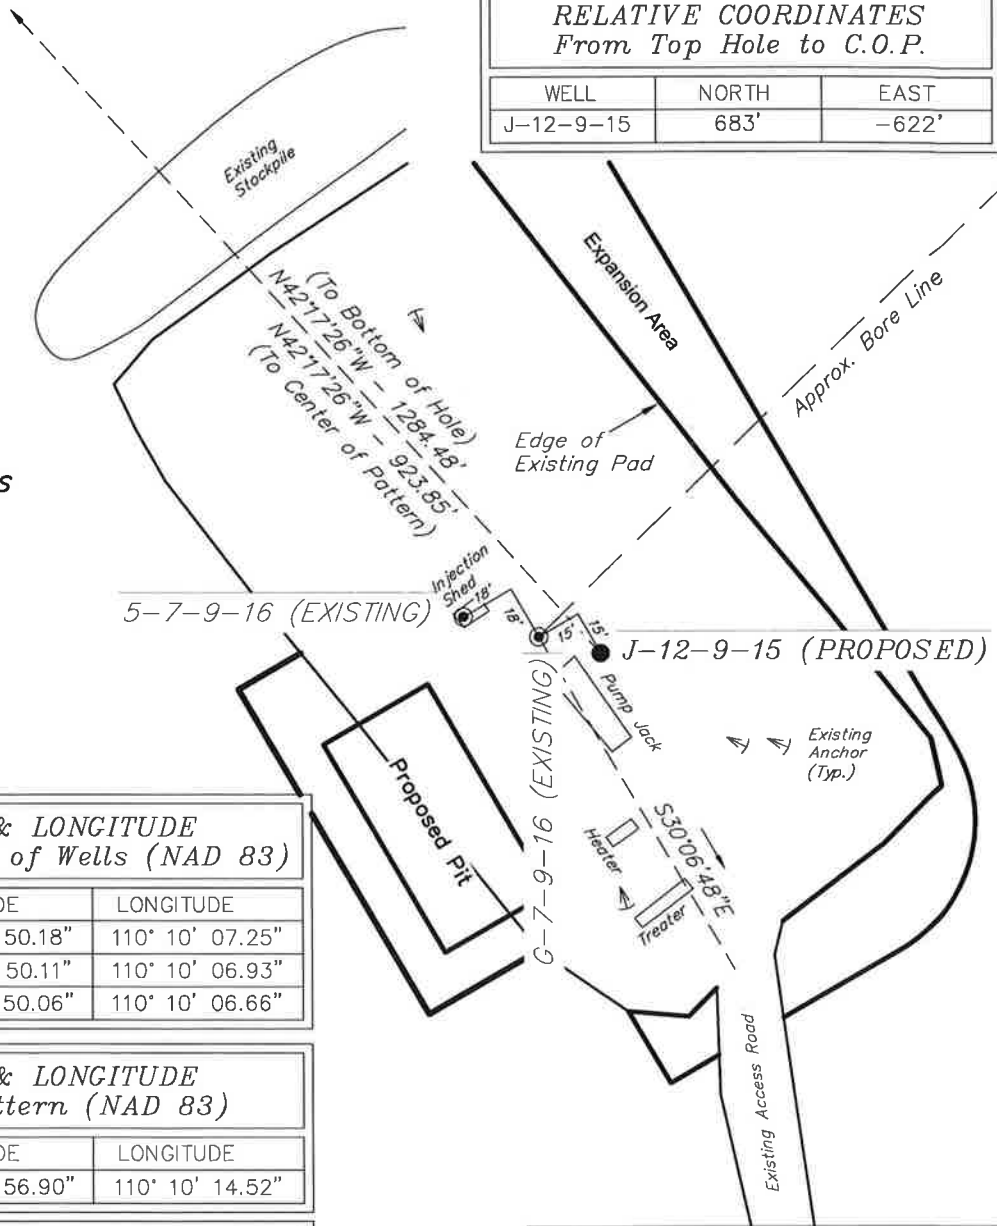 RELATIVE COORDINATES
From Top Hole to C.O.P.
WELL NORTH EAST
J-12-9-15 683' -622'
Existing
Stockpile
Expansion Area
Approx. Bore Line
(To Bottom of Hole)
N42°17'26"W - 1284.48'
N42°17'26"W - 923.85'
(To Center of Pattern)
Edge of
Existing Pad
S
Injection
Shed
18'
18'
15'
15'
5-7-9-16 (EXISTING)
J-12-9-15 (PROPOSED)
G-7-9-16 (EXISTING)
Pump Jack
Existing
Anchor
(Typ.)
Proposed Pit
Heater
S30°06'48"E
Treater
Existing Access Road
& LONGITUDE
of Wells (NAD 83)
DE LONGITUDE
50.18" 110° 10' 07.25"
50.11" 110° 10' 06.93"
50.06" 110° 10' 06.66"
& LONGITUDE
ttern (NAD 83)
DE LONGITUDE
56.90" 110° 10' 14.52"